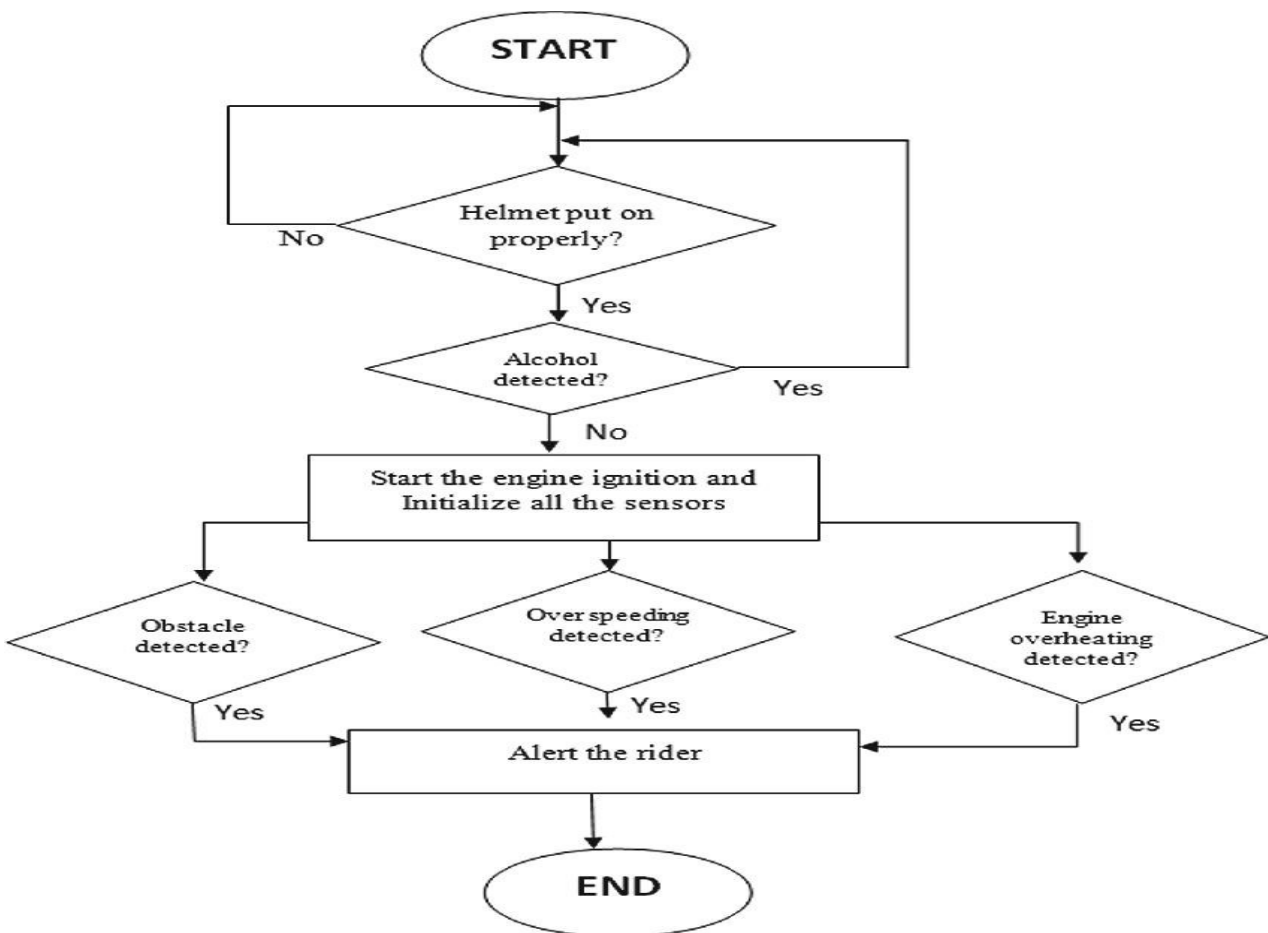 START
Helmet put on
properly?
No
Yes
Alcohol
detected?
Yes
No
Start the engine ignition and
Initialize all the sensors
Obstacle
detected?
Over speeding
detected?
Engine
overheating
detected?
Yes
Yes
Yes
Alert the rider
END